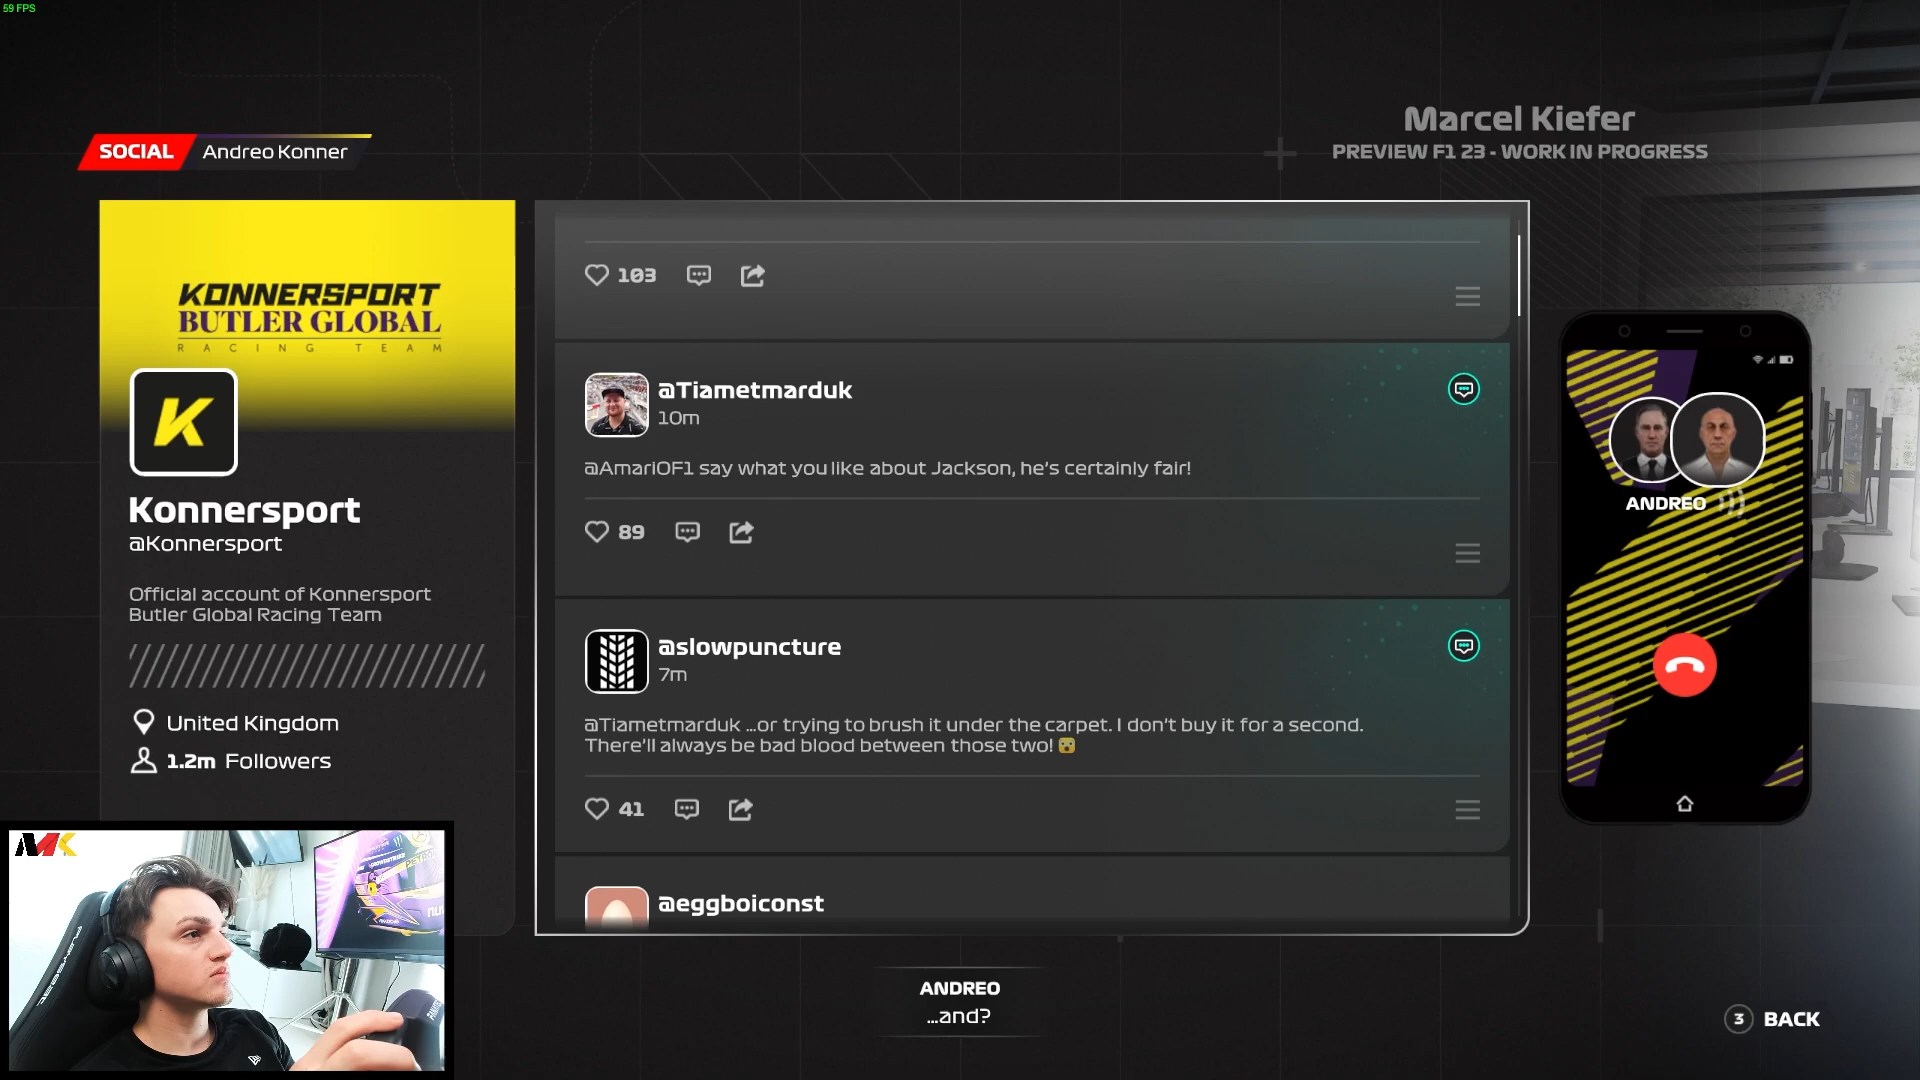 59 FPS
Marcel Kiefer
PREVIEW F1 23 - WORK IN PROGRESS
SOCIAL Andreo Konner
KONNERSPORT
BUTLER GLOBAL
RACING TEAM
K
Konnersport
@Konnersport
Official account of Konnersport
Butler Global Racing Team
United Kingdom
1.2m Followers
103
@Tiametmarduk
10m
@AmariOF1 say what you like about Jackson, he's certainly fair!
89
@slowpuncture
7m
@Tiametmarduk ...or trying to brush it under the carpet. I don't buy it for a second.
There'll always be bad blood between those two! 😨
41
@eggboiconst
ANDREO
MK
ANDREO
...and?
3 BACK